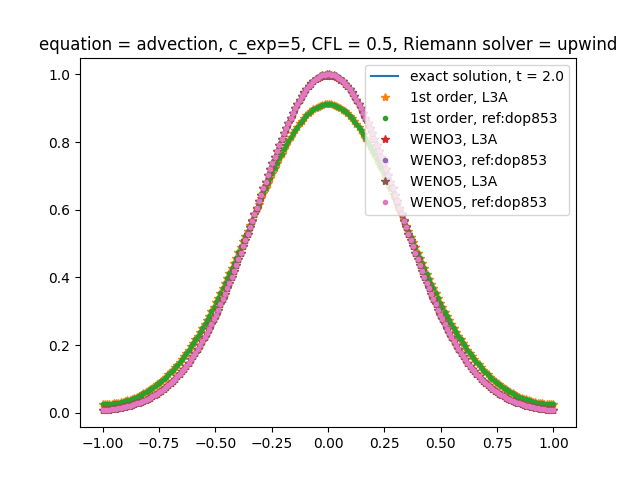 equation = advection, c_exp=5, CFL = 0.5, Riemann solver = upwind
exact solution, t = 2.0
1st order, L3A
1st order, ref:dop853
WENO3, L3A
WENO3, ref:dop853
WENO5, L3A
WENO5, ref:dop853
1.0
0.8
0.6
0.4
0.2
0.0
−1.00 −0.75 −0.50 −0.25 0.00 0.25 0.50 0.75 1.00